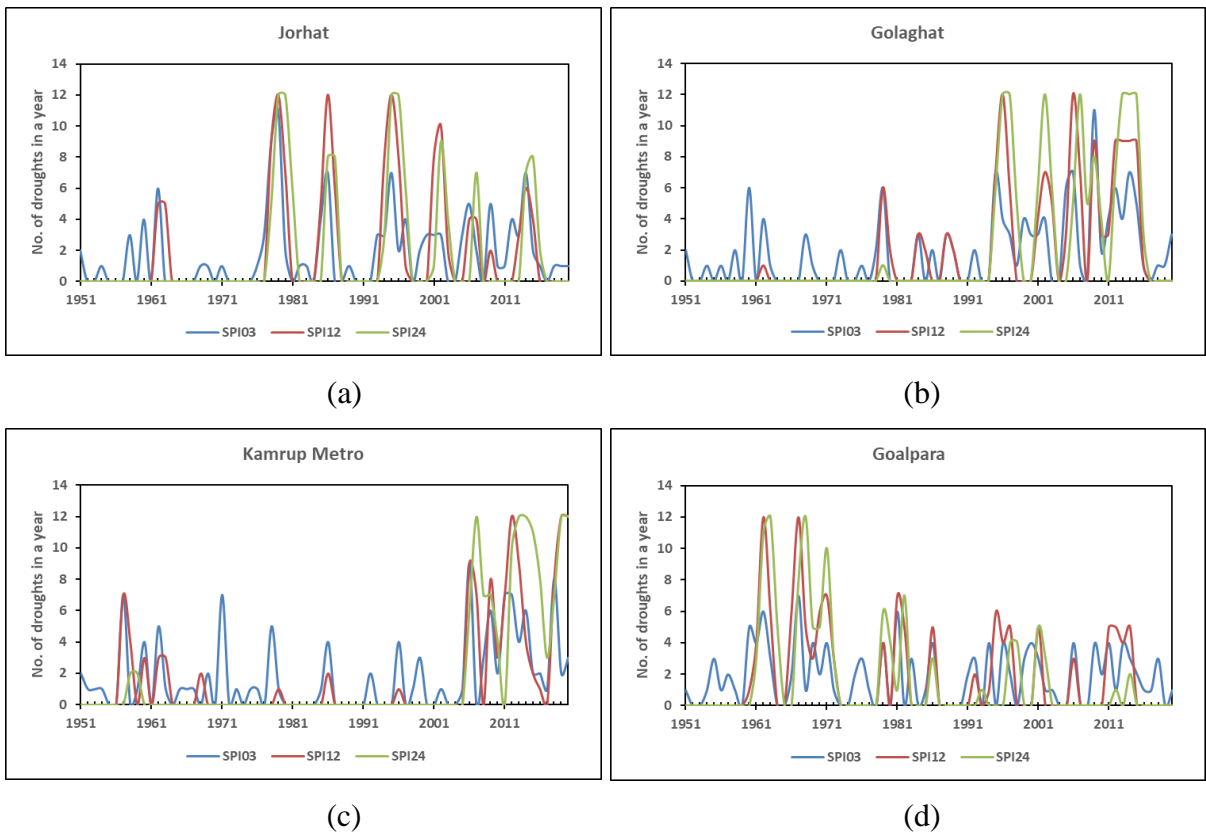 Jorhat
No. of droughts in a year
14
12
10
8
6
4
2
0
1951 1961 1971 1981 1991 2001 2011
SPI03 SPI12 SPI24
(a)
Golaghat
No. of droughts in a year
14
12
10
8
6
4
2
0
1951 1961 1971 1981 1991 2001 2011
SPI03 SPI12 SPI24
(b)
Kamrup Metro
No. of droughts in a year
14
12
10
8
6
4
2
0
1951 1961 1971 1981 1991 2001 2011
SPI03 SPI12 SPI24
(c)
Goalpara
No. of droughts in a year
14
12
10
8
6
4
2
0
1951 1961 1971 1981 1991 2001 2011
SPI03 SPI12 SPI24
(d)